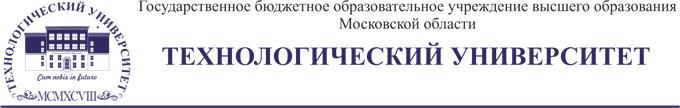 Государственное бюджетное образовательное учреждение высшего образования
Московской области
ТЕХНОЛОГИЧЕСКИЙ УНИВЕРСИТЕТ
ТЕХНОЛОГИЧЕСКИЙ УНИВЕРСИТЕТ
Cum nobis in futuro
MCMXCVIII